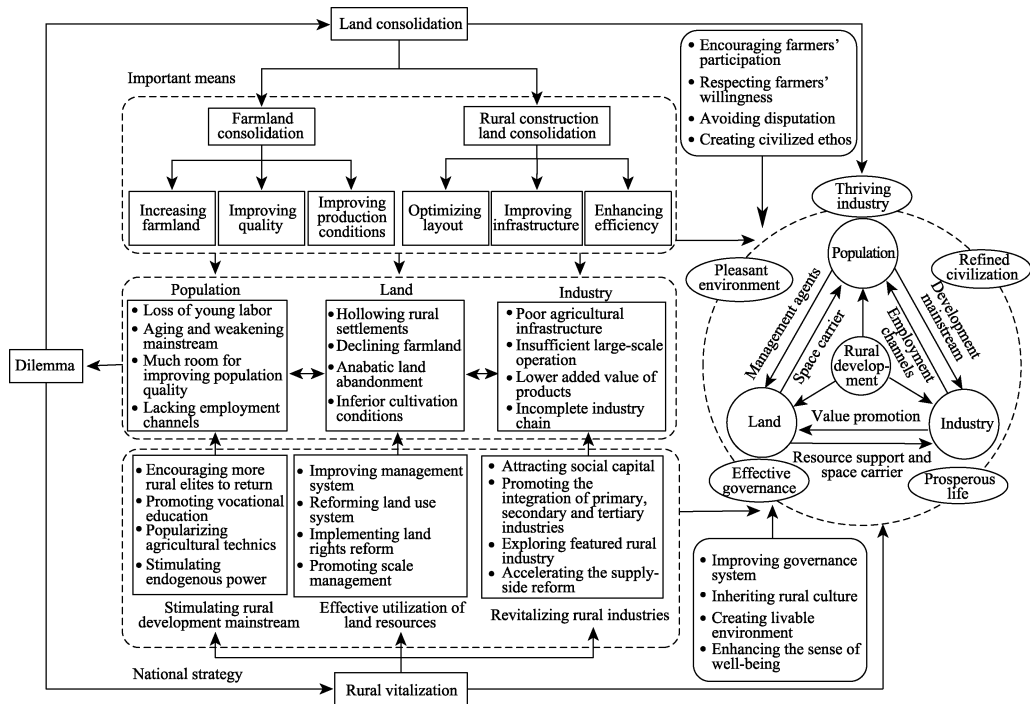 Land consolidation
Important means
Farmland
consolidation
Rural construction
land consolidation
Increasing
farmland
Improving
quality
Improving
production
conditions
Optimizing
layout
Improving
infrastructure
Enhancing
efficiency
• Encouraging farmers'
participation
• Respecting farmers'
willingness
• Avoiding disputation
• Creating civilized ethos
Dilemma
Population
• Loss of young labor
• Aging and weakening
mainstream
• Much room for
improving population
quality
• Lacking employment
channels
Land
• Hollowing rural
settlements
• Declining farmland
• Anabatic land
abandonment
• Inferior cultivation
conditions
Industry
• Poor agricultural
infrastructure
• Insufficient large-scale
operation
• Lower added value of
products
• Incomplete industry
chain
• Encouraging more
rural elites to return
• Promoting vocational
education
• Popularizing
agricultural technics
• Stimulating
endogenous power
Stimulating rural
development mainstream
• Improving management
system
• Reforming land use
system
• Implementing land
rights reform
• Promoting scale
management
Effective utilization of
land resources
• Attracting social capital
• Promoting the
integration of primary,
secondary and tertiary
industries
• Exploring featured rural
industry
• Accelerating the supply-
side reform
Revitalizing rural industries
National strategy
Rural vitalization
Thriving
industry
Pleasant
environment
Refined
civilization
Population
Management agents
Space carrier
Development
mainstream
Employment
channels
Rural
develop-
ment
Land
Value promotion
Industry
Resource support and
space carrier
Effective
governance
Prosperous
life
• Improving governance
system
• Inheriting rural culture
• Creating livable
environment
• Enhancing the sense of
well-being